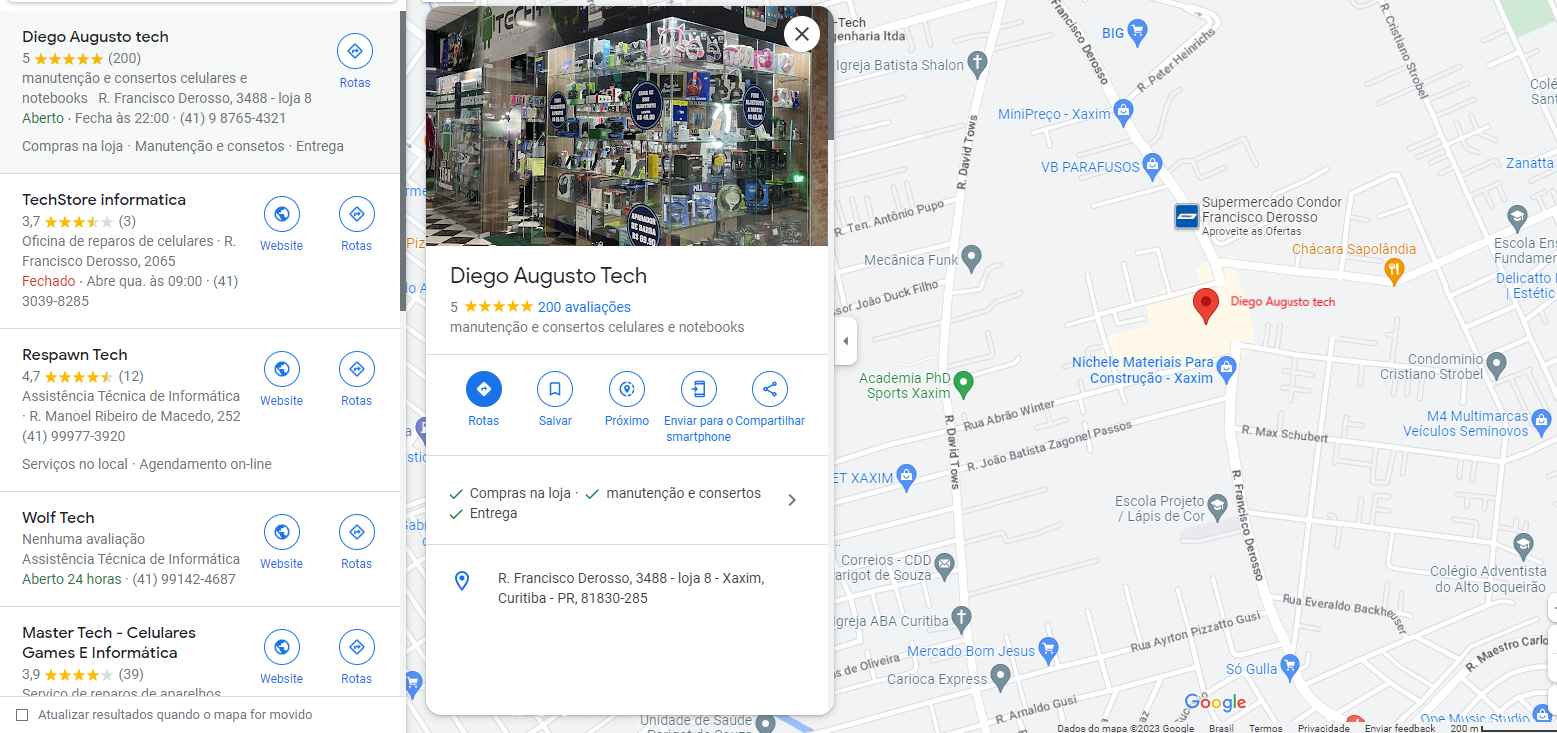 Diego Augusto tech
5 (200)
manutenção e consertos celulares e
notebooks R. Francisco Derosso, 3488 - loja 8
Aberto · Fecha às 22:00 · (41) 9 8765-4321
Compras na loja · Manutenção e consetos · Entrega
Rotas
TechStore informatica
3,7 (3)
Oficina de reparos de celulares · R.
Francisco Derosso, 2065
Fechado · Abre qua. às 09:00 · (41)
3039-8285
Website
Rotas
Respawn Tech
4,7 (12)
Assistência Técnica de Informática
· R. Manoel Ribeiro de Macedo, 252
(41) 99977-3920
Serviços no local · Agendamento on-line
Website
Rotas
Wolf Tech
Nenhuma avaliação
Assistência Técnica de Informática
Aberto 24 horas · (41) 99142-4687
Website
Rotas
Master Tech - Celulares
Games E Informática
3,9 (39)
Serviço de reparos de aparelhos
Website
Rotas
Atualizar resultados quando o mapa for movido
Diego Augusto Tech
5 200 avaliações
manutenção e consertos celulares e notebooks
Rotas
Salvar
Próximo
Enviar para o
smartphone
Compartilhar
Compras na loja · manutenção e consertos
Entrega
R. Francisco Derosso, 3488 - loja 8 - Xaxim,
Curitiba - PR, 81830-285
-Tech
genharia ltda
Igreja Batista Shalon
Francisco Derosso
BIG
R. Peter Heinrichs
R. Cristiano Strobel
MiniPreço - Xaxim
VB PARAFUSOS
Zanatta
R. David Tows
R. Ten. Antônio Pupo
Supermercado Condor
Francisco Derosso
Aproveite as Ofertas
Chácara Sapolândia
Escola Ens
Fundamen
Delicatto
| Estétic
Mecânica Funk
ssor João Duck Filho
Diego Augusto tech
Nichele Materiais Para
Construção - Xaxim
Condominio
Cristiano Strobel
Academia PhD
Sports Xaxim
Rua Abrão Winter
R. João Batista Zagonel Passos
R. David Tows
R. Max Schubert
M4 Multimarcas
Veículos Seminovos
ET XAXIM
Escola Projeto
/ Lápis de Cor
R. Francisco Derosso
Correios - CDD
arigot de Souza
Colégio Adventista
do Alto Boqueirão
Igreja ABA Curitiba
Rua Everaldo Backheuser
Rua Ayrton Pizzatto Gusi
Mercado Bom Jesus
s de Oliveira
Carioca Express
R. Arnaldo Gusi
Só Gulla
R. Maestro Carlo
Unidade de Saúde
Google
Ope Music Studio
Dados do mapa ©2023 Google Brasil Termos Privacidade Enviar feedback 200 m